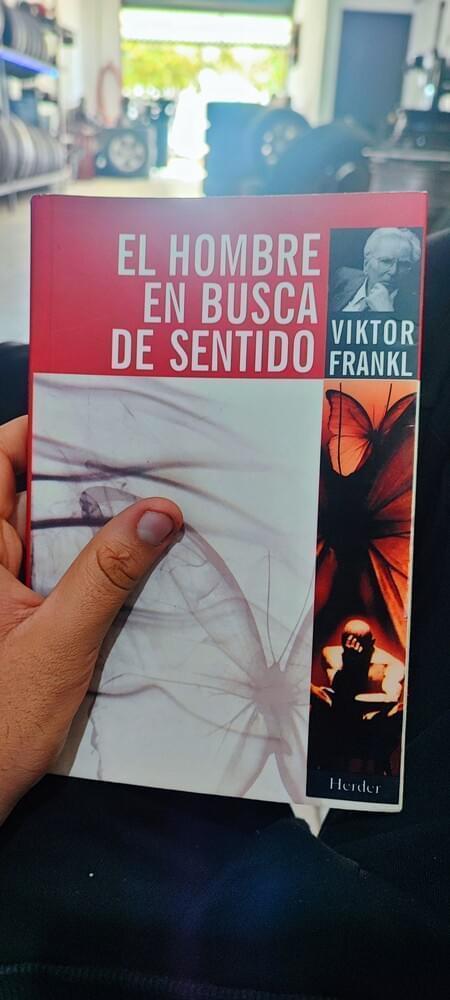 EL HOMBRE
EN BUSCA
DE SENTIDO
VIKTOR
FRANKL
Herder